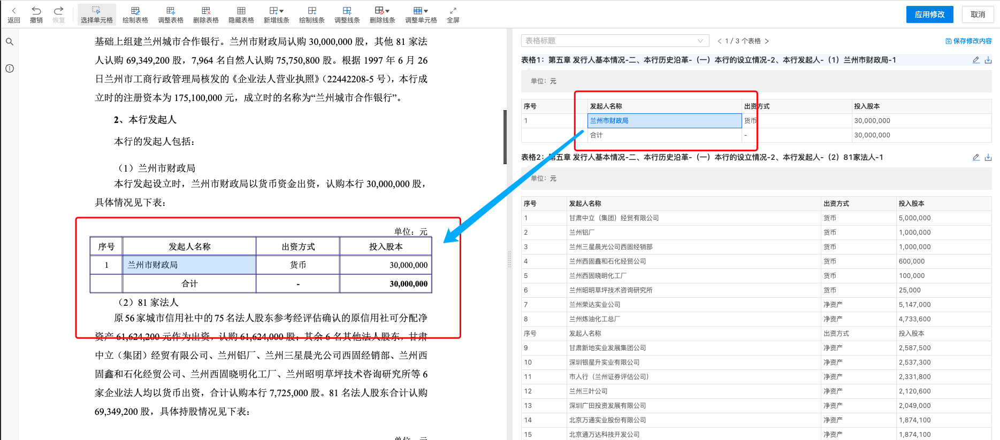 返回 撤销 恢复 选择单元格 绘制表格 调整表格 删除表格 隐藏表格 新增线条 绘制线条 调整线条 删除线条 调整单元格 全屏 应用修改 取消
基础上组建兰州城市合作银行。兰州市财政局认购 30,000,000 股，其他 81 家法
人认购 69,349,200 股，7,964 名自然人认购 75,750,800 股。根据 1997 年 6 月 26
日兰州市工商行政管理局核发的《企业法人营业执照》（22442208-5 号），本行成
立时的注册资本为 175,100,000 元，成立时的名称为“兰州城市合作银行”。
2、本行发起人
本行的发起人包括：
（1）兰州市财政局
本行发起设立时，兰州市财政局以货币资金出资，认购本行 30,000,000 股，
具体情况见下表：
单位：元
序号 发起人名称 出资方式 投入股本
1 兰州市财政局 货币 30,000,000
合计 - 30,000,000
（2）81 家法人
原 56 家城市信用社中的 75 名法人股东参考经评估确认的原信用社可分配净
资产 61,624,200 元作为出资，认购 61,624,000 股；其余 6 名其他法人股东，甘肃
中立（集团）经贸有限公司、兰州铝厂、兰州三星晨光公司西固经销部、兰州西
固鑫和石化经贸公司、兰州西固晓明化工厂、兰州昭明草坪技术咨询研究所等 6
家企业法人均以货币出资，合计认购本行 7,725,000 股。81 名法人股东合计认购
69,349,200 股，具体持股情况见下表：
单位：元
表格标题 1 / 3 个表格 保存修改内容
表格1：第五章 发行人基本情况-二、本行历史沿革-（一）本行的设立情况-2、本行发起人-（1）兰州市财政局-1
单位：元
序号 发起人名称 出资方式 投入股本
1 兰州市财政局 货币 30,000,000
合计 - 30,000,000
表格2：第五章 发行人基本情况-二、本行历史沿革-（一）本行的设立情况-2、本行发起人-（2）81家法人-1
单位：元
序号 发起人名称 出资方式 投入股本
1 甘肃中立（集团）经贸有限公司 货币 5,000,000
2 兰州铝厂 货币 1,000,000
3 兰州三星晨光公司西固经销部 货币 1,000,000
4 兰州西固鑫和石化经贸公司 货币 600,000
5 兰州西固晓明化工厂 货币 100,000
6 兰州昭明草坪技术咨询研究所 货币 25,000
7 兰州荣达实业公司 净资产 5,147,000
8 兰州炼油化工总厂 净资产 4,733,600
序号 发起人名称 出资方式 投入股本
9 甘肃新地实业发展集团公司 净资产 2,587,500
10 深圳银星升实业有限公司 净资产 2,537,300
11 市人行（兰州证券评估公司） 净资产 2,331,800
12 兰州三叶公司 净资产 2,120,600
13 深圳广田投资发展有限公司 净资产 2,049,000
14 北京万通实业股份有限公司 净资产 1,874,100
15 北京通万达科技开发公司 净资产 1,874,100